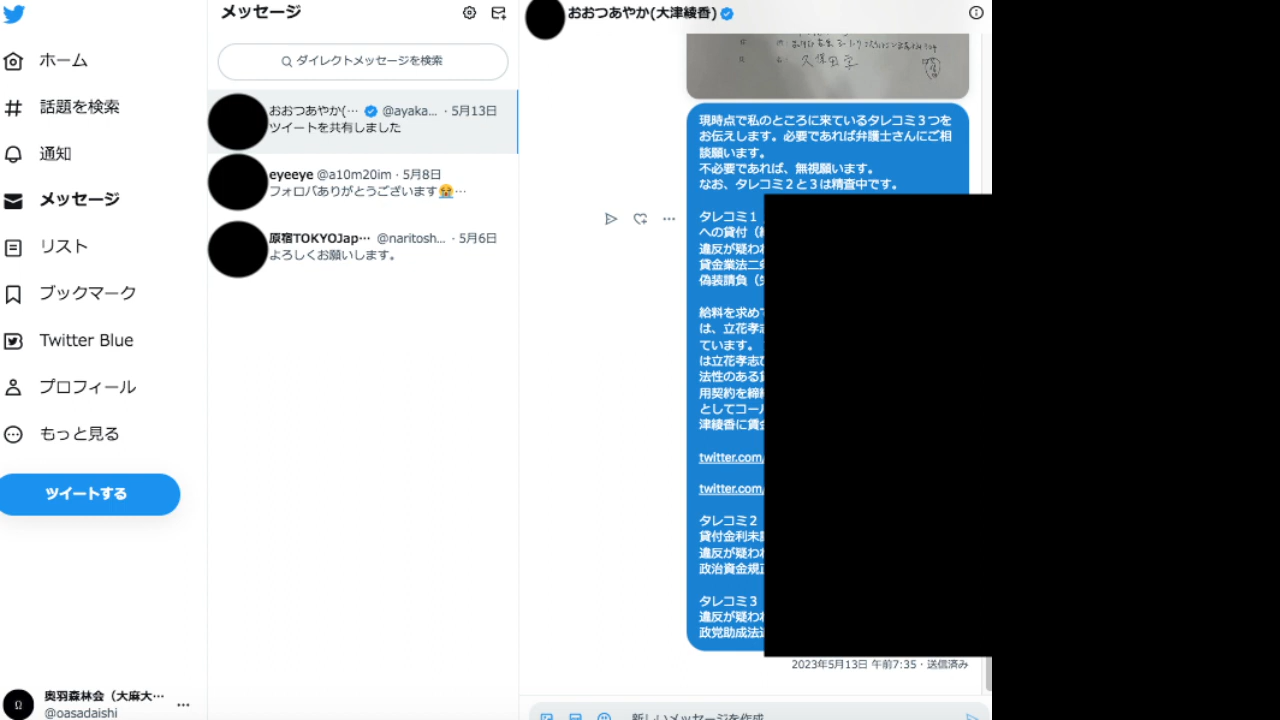 ホーム
話題を検索
通知
メッセージ
リスト
ブックマーク
Twitter Blue
プロフィール
もっと見る
ツイートする
奥羽森林会（大麻大…
@oasadaishi
メッセージ
ダイレクトメッセージを検索
おおつあやか(… @ayaka... · 5月13日
ツイートを共有しました
eyeeye @a10m20im · 5月8日
フォロバありがとうございます😭…
原宿TOKYOJap… @naritosh... · 5月6日
よろしくお願いします。
おおつあやか(大津綾香)
久保田学
現時点で私のところに来ているタレコミ３つを
お伝えします。必要であれば弁護士さんにご相
談願います。
不必要であれば、無視願います。
なお、タレコミ２と３は精査中です。
タレコミ１
への貸付（
違反が疑わ
貸金業法二
偽装請負（
給料を求め
は、立花孝志
ています。
は立花孝志
法性のある
用契約を締
としてコー
津綾香に賃
twitter.com/
twitter.com/
タレコミ２
貸付金利未
違反が疑わ
政治資金規
タレコミ３
違反が疑わ
政党助成法
2023年5月13日 午前7:35 · 送信済み
新しいメッセージを作成